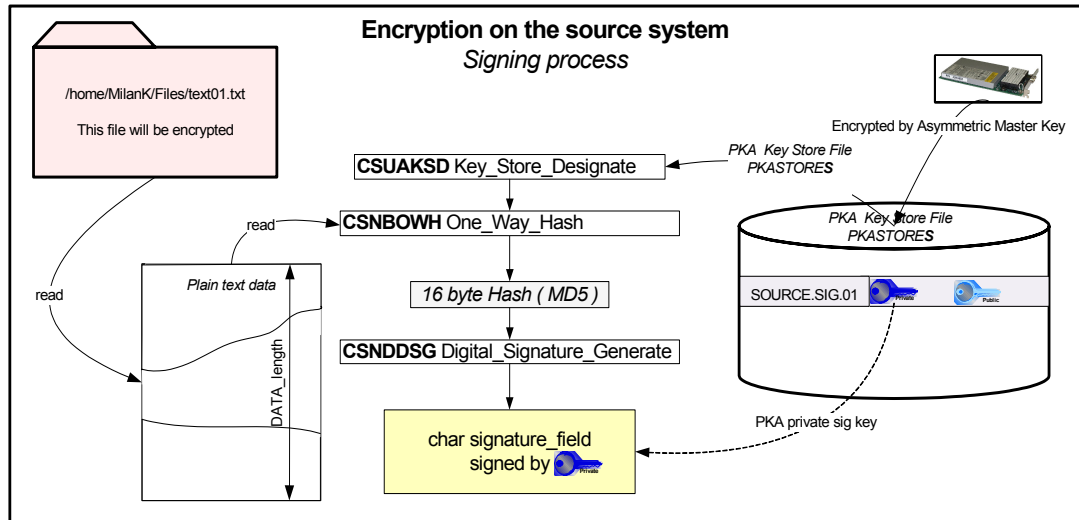 Encryption on the source system
Signing process
/home/MilanK/Files/text01.txt
This file will be encrypted
Encrypted by Asymmetric Master Key
PKA Key Store File
PKASTORES
CSUAKSD Key_Store_Designate
PKA Key Store File
PKASTORES
CSNBOWH One_Way_Hash
read
read
Plain text data
DATA_length
16 byte Hash ( MD5 )
SOURCE.SIG.01
Private
Public
CSNDDSG Digital_Signature_Generate
PKA private sig key
char signature_field
signed by
Private